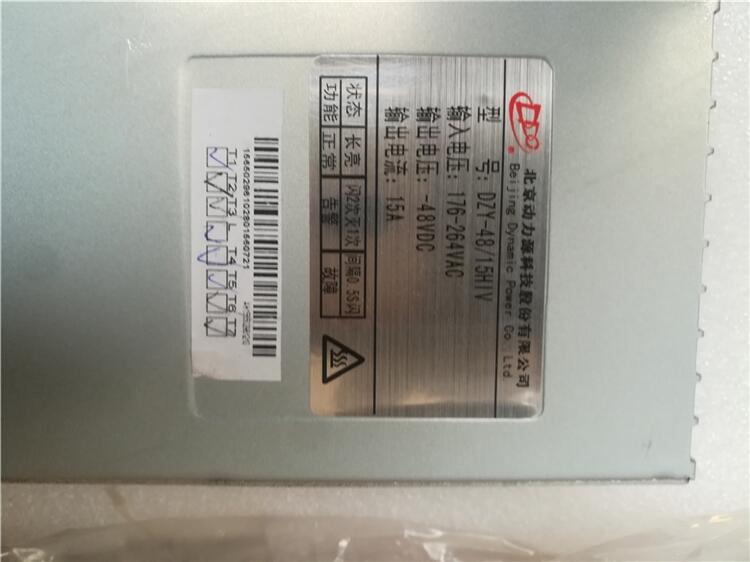 北京动力源科技股份有限公司
Beijing Dynamic Power Co. Ltd
型 号: DZY-48/15HIV
输入电压: 176-264VAC
输出电压: -48VDC
输出电流: 15A
状态 长亮 闪2次灭1次 间隔0.5S闪
功能 正常 告警 故障
15650296102801560721
T1 T2 T3 L T4 T5 T6 T7